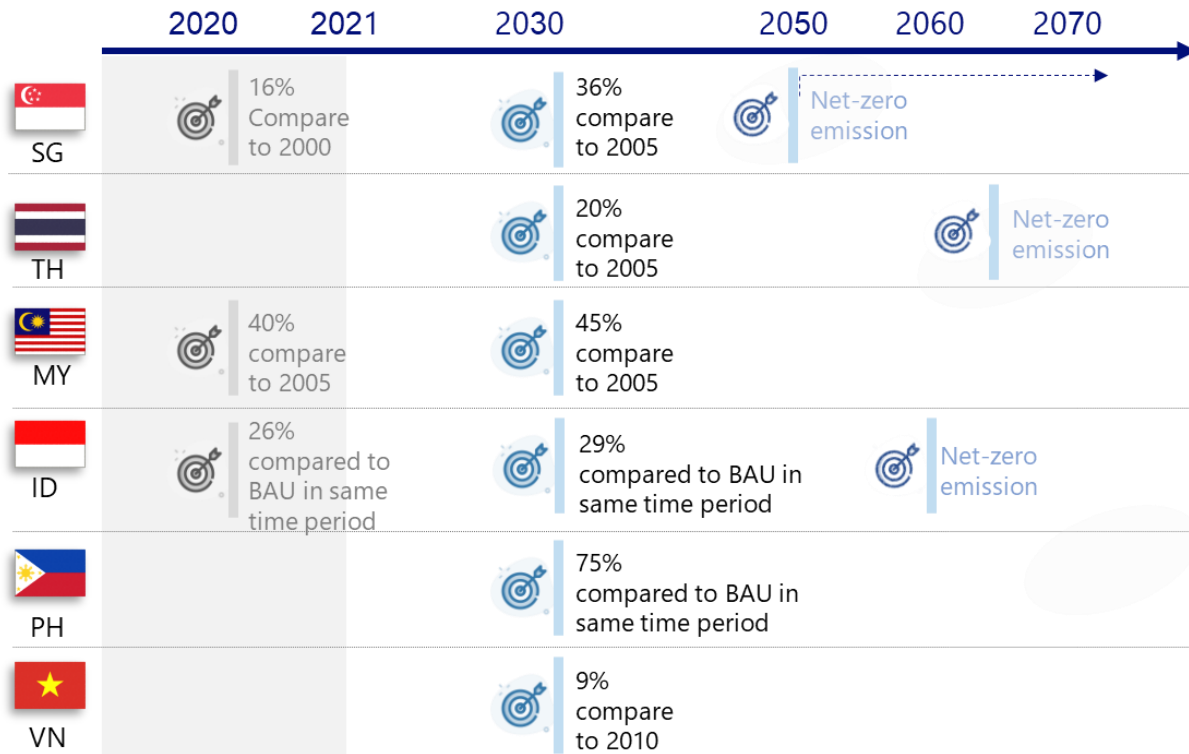 2020 2021 2030 2050 2060 2070
SG
16%
Compare
to 2000
36%
compare
to 2005
Net-zero
emission
TH
20%
compare
to 2005
Net-zero
emission
MY
40%
compare
to 2005
45%
compare
to 2005
ID
26%
compared to
BAU in same
time period
29%
compared to BAU in
same time period
Net-zero
emission
PH
75%
compared to BAU in
same time period
VN
9%
compare
to 2010